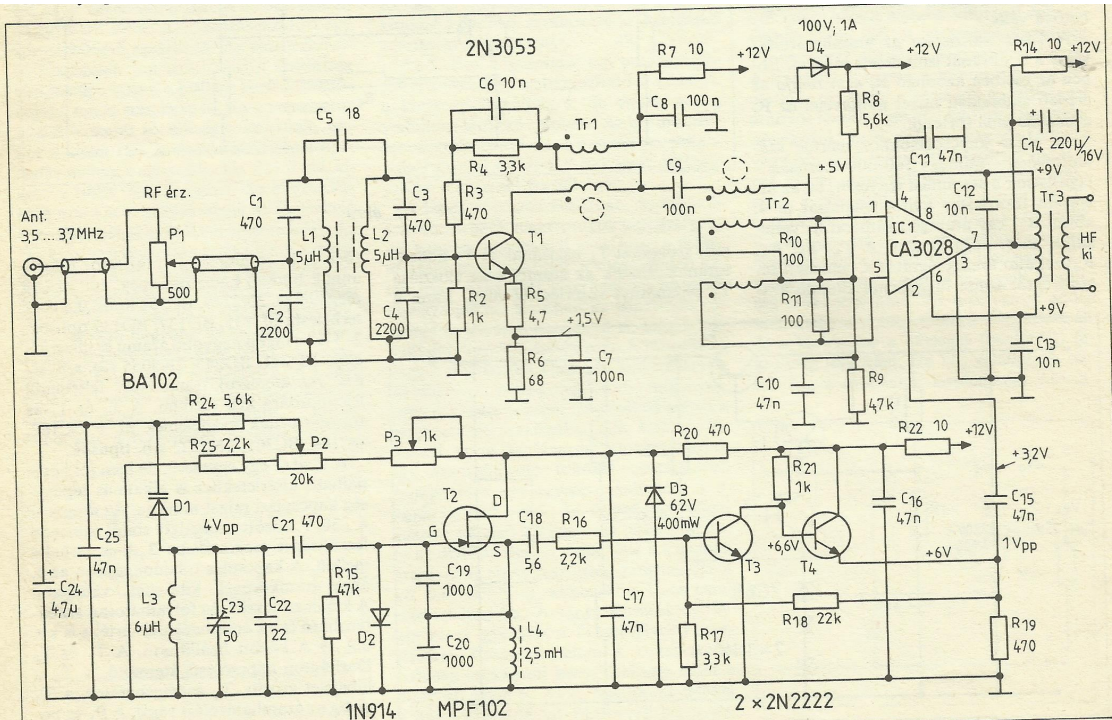 2N3053
100V; 1A
D4
+12V
R7 10
+12V
R14 10
+12V
C6 10n
C5 18
C8 100n
Tr1
R8
5,6k
C11 47n
C14 220µ/16V
R4 3,3k
+5V
+9V
RF érz.
Ant.
3,5 ... 3,7MHz
P1
500
C1
470
C3
470
R3
470
C9
100n
Tr2
C12
10n
Tr3
L1
5µH
L2
5µH
T1
R10
100
1
4
8
IC1
CA3028
7
HF
ki
5
2
6
3
C2
2200
C4
2200
R2
1k
R5
4,7
+1,5V
R11
100
+9V
R6
68
C7
100n
C13
10n
BA102
C10
47n
R9
4,7k
R24 5,6k
R25 2,2k
P2
20k
P3 1k
R20 470
R22 10
+12V
+3,2V
D1
T2
D
G
S
D3
6,2V
400mW
R21
1k
C16
47n
C15
47n
4Vpp
C21 470
C18
5,6
R16
2,2k
+6,6V
T3
T4
+6V
1Vpp
C25
47n
C24
4,7µ
L3
6µH
C23
50
C22
22
R15
47k
D2
C19
1000
C20
1000
L4
2,5 mH
C17
47n
R17
3,3k
R18 22k
R19
470
1N914
MPF102
2 × 2N2222